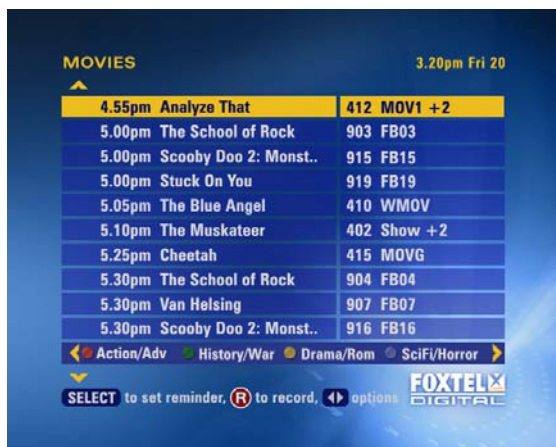 MOVIES 3.20pm Fri 20
4.55pm Analyze That 412 MOV1 +2
5.00pm The School of Rock 903 FB03
5.00pm Scooby Doo 2: Monst.. 915 FB15
5.00pm Stuck On You 919 FB19
5.05pm The Blue Angel 410 WMOV
5.10pm The Muskateer 402 Show +2
5.25pm Cheetah 415 MOVG
5.30pm The School of Rock 904 FB04
5.30pm Van Helsing 907 FB07
5.30pm Scooby Doo 2: Monst.. 916 FB16
Action/Adv History/War Drama/Rom SciFi/Horror
SELECT to set reminder, R to record, options
FOXTEL
DIGITAL